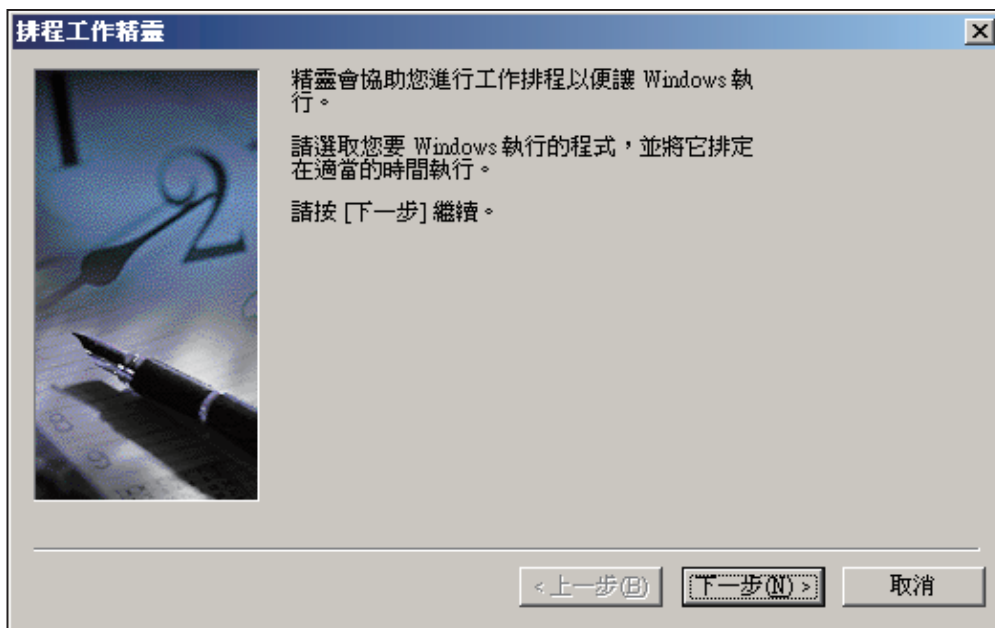 排程工作精靈
精靈會協助您進行工作排程以便讓 Windows 執
行。
請選取您要 Windows 執行的程式，並將它排定
在適當的時間執行。
請按 [下一步] 繼續。
2
8
9
< 上一步(B)
下一步(N) >
取消